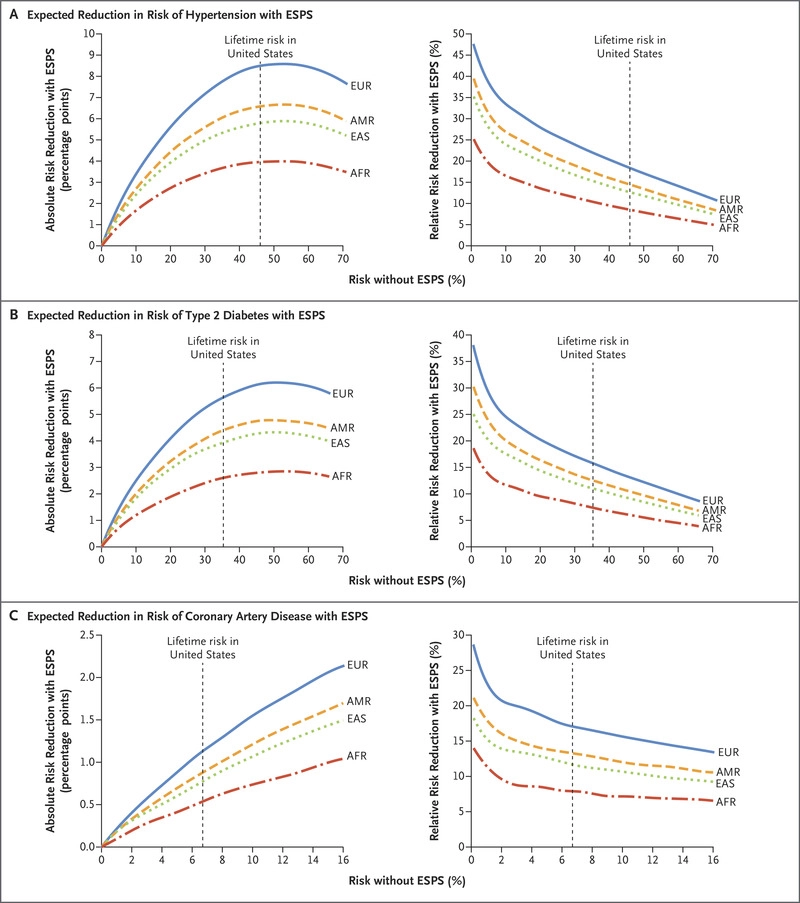 A Expected Reduction in Risk of Hypertension with ESPS
Absolute Risk Reduction with ESPS
(percentage points)
10
9
8
7
6
5
4
3
2
1
0
Lifetime risk in
United States
EUR
AMR
EAS
AFR
0 10 20 30 40 50 60 70
Relative Risk Reduction with ESPS (%)
50
45
40
35
30
25
20
15
10
5
0
Lifetime risk in
United States
EUR
AMR
EAS
AFR
0 10 20 30 40 50 60 70
Risk without ESPS (%)
B Expected Reduction in Risk of Type 2 Diabetes with ESPS
Absolute Risk Reduction with ESPS
(percentage points)
8
7
6
5
4
3
2
1
0
Lifetime risk in
United States
EUR
AMR
EAS
AFR
0 10 20 30 40 50 60 70
Relative Risk Reduction with ESPS (%)
40
35
30
25
20
15
10
5
0
Lifetime risk in
United States
EUR
AMR
EAS
AFR
0 10 20 30 40 50 60 70
Risk without ESPS (%)
C Expected Reduction in Risk of Coronary Artery Disease with ESPS
Absolute Risk Reduction with ESPS
(percentage points)
2.5
2.0
1.5
1.0
0.5
0.0
Lifetime risk in
United States
EUR
AMR
EAS
AFR
0 2 4 6 8 10 12 14 16
Relative Risk Reduction with ESPS (%)
30
25
20
15
10
5
0
Lifetime risk in
United States
EUR
AMR
EAS
AFR
0 2 4 6 8 10 12 14 16
Risk without ESPS (%)